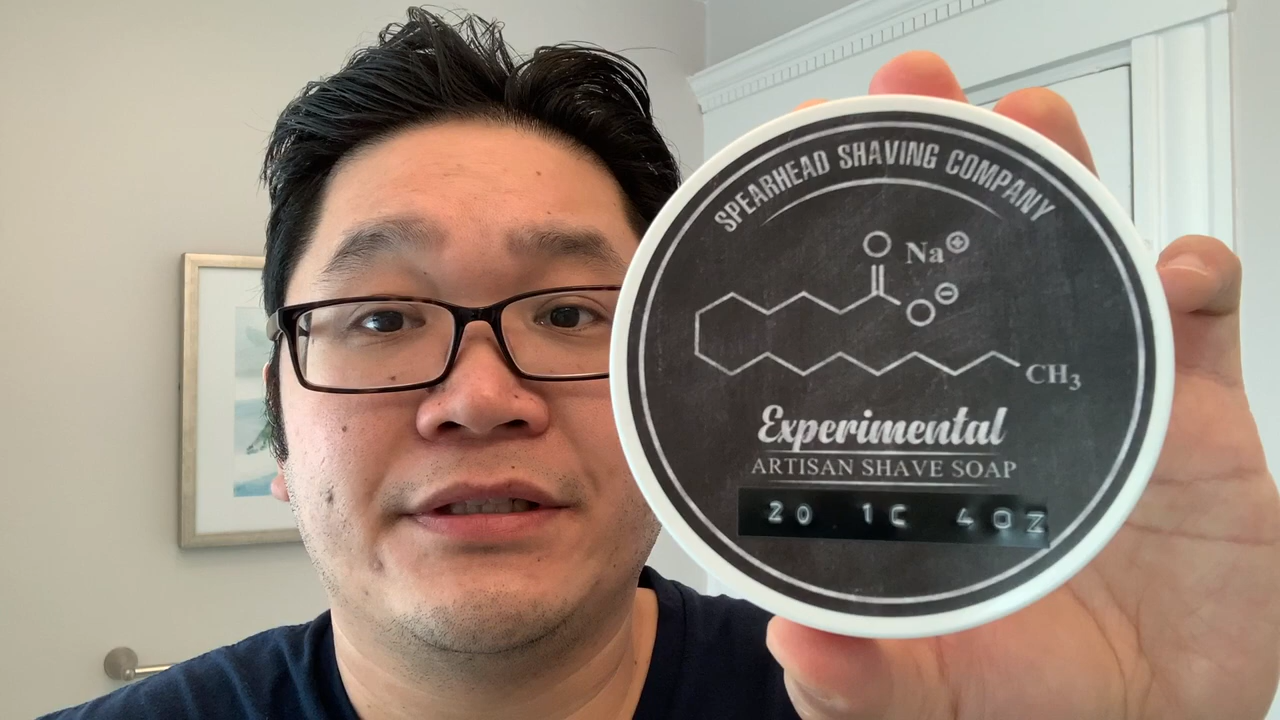 SPEARHEAD SHAVING COMPANY
O Na⊕
O⊖
CH₃
Experimental
ARTISAN SHAVE SOAP
20 1C 4OZ